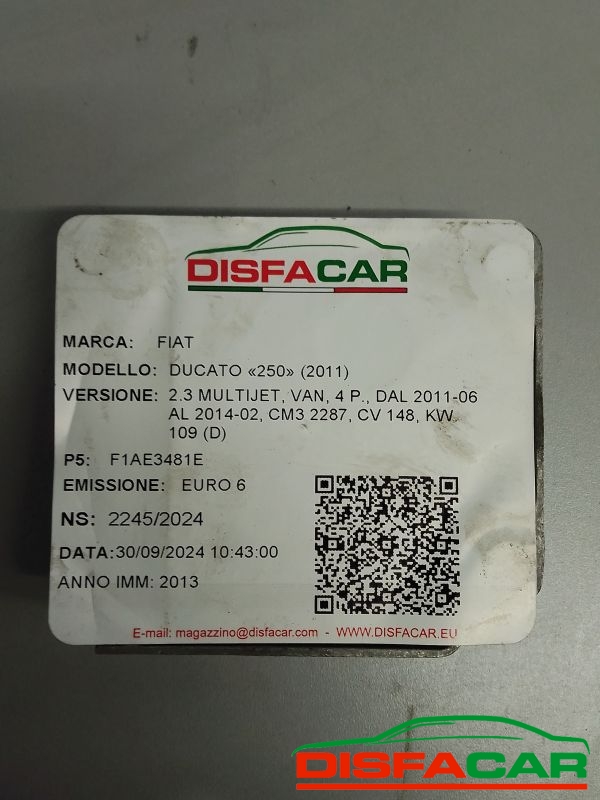 DISFACAR
MARCA: FIAT
MODELLO: DUCATO «250» (2011)
VERSIONE: 2.3 MULTIJET, VAN, 4 P., DAL 2011-06
AL 2014-02, CM3 2287, CV 148, KW
109 (D)
P5: F1AE3481E
EMISSIONE: EURO 6
NS: 2245/2024
DATA:30/09/2024 10:43:00
ANNO IMM: 2013
E-mail: magazzino@disfacar.com - WWW.DISFACAR.EU
DISFACAR